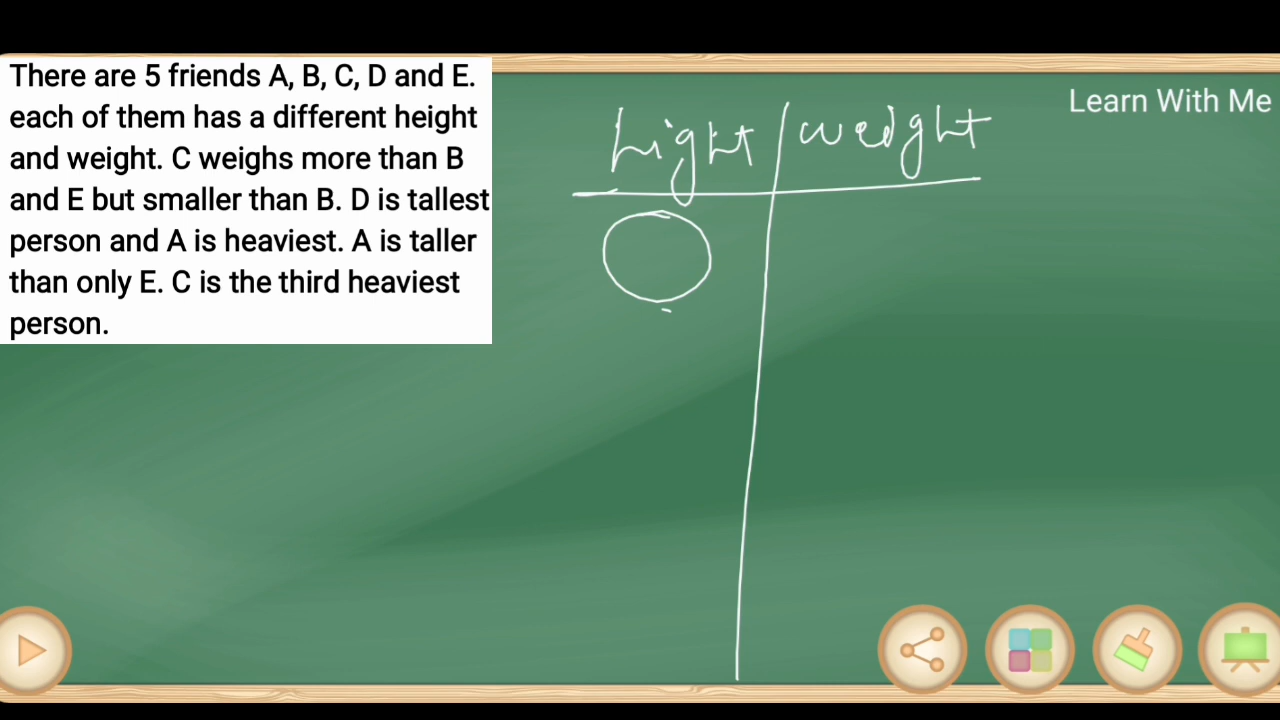 There are 5 friends A, B, C, D and E.
each of them has a different height
and weight. C weighs more than B
and E but smaller than B. D is tallest
person and A is heaviest. A is taller
than only E. C is the third heaviest
person.
hight weight
Learn With Me